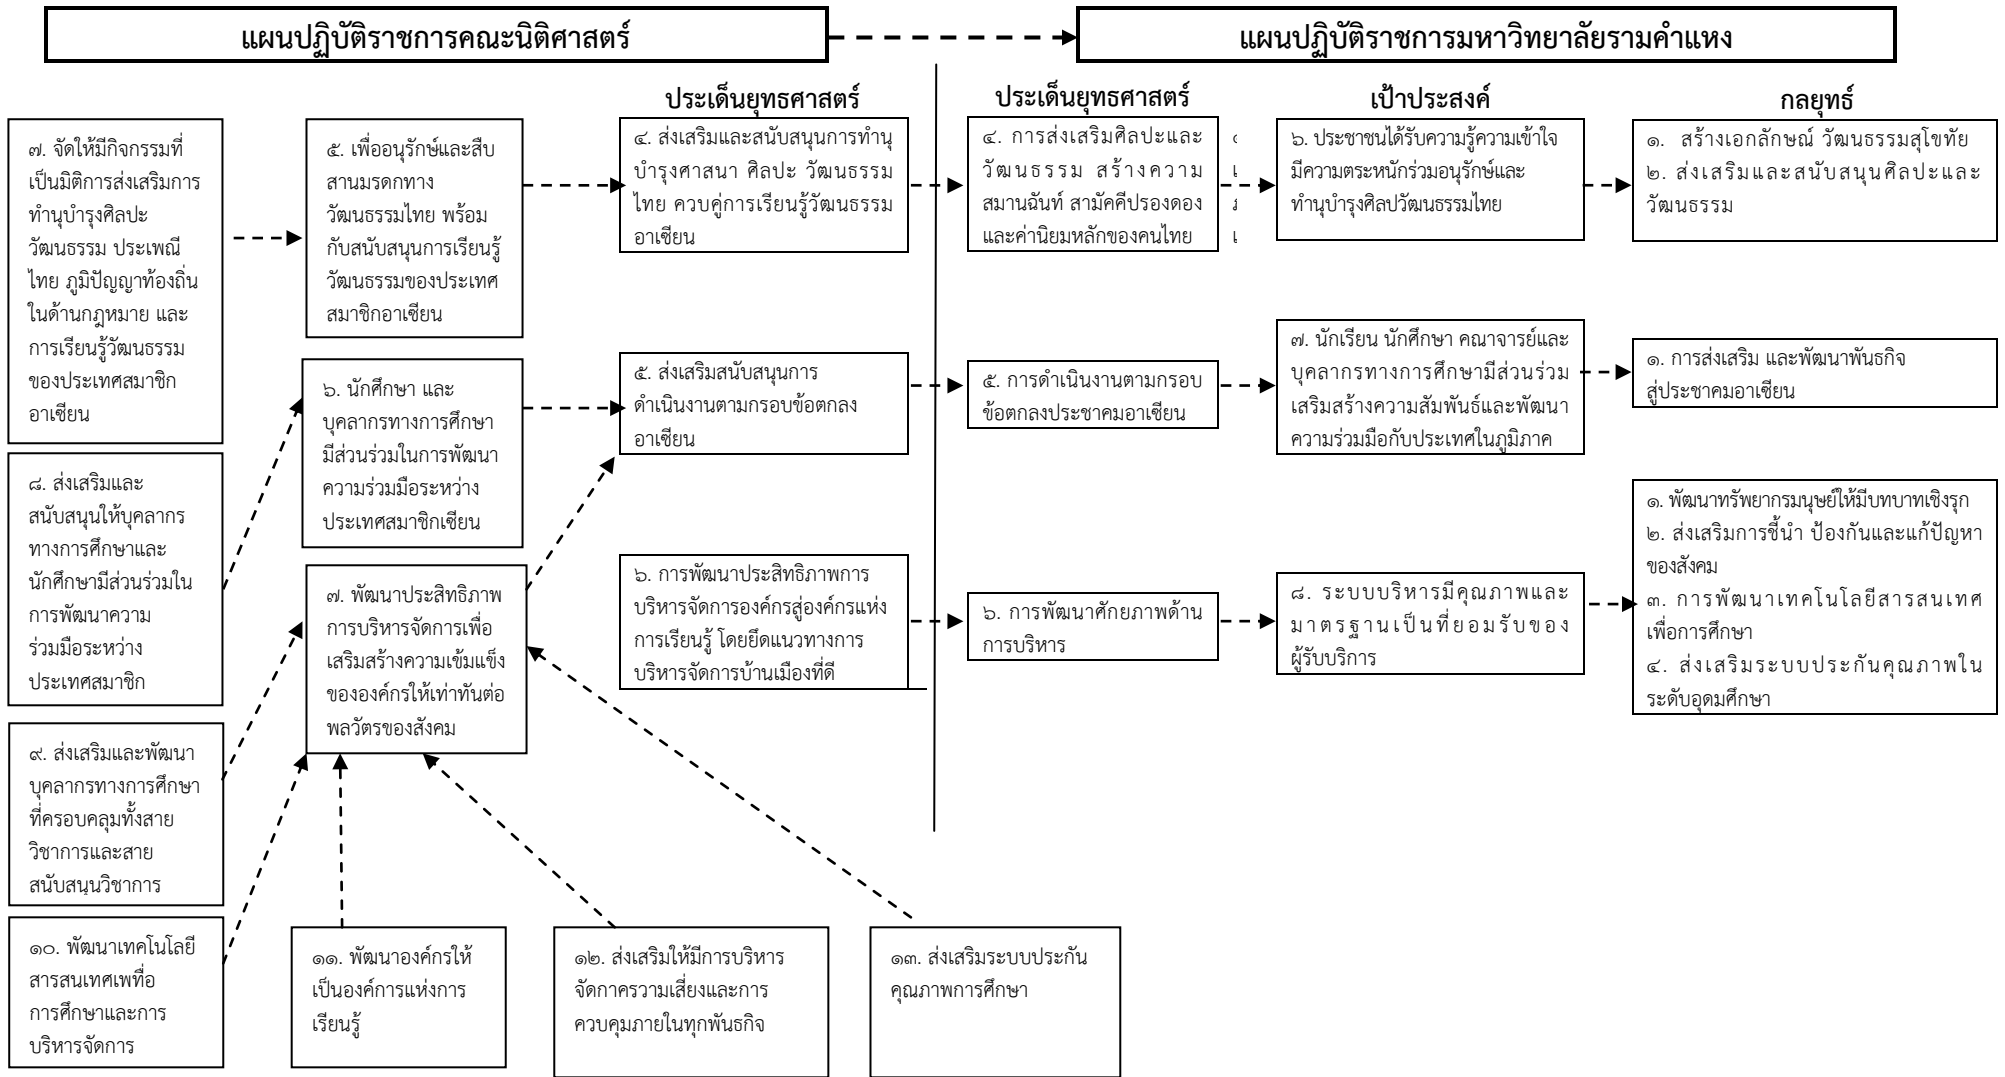 แผนปฏิบัติราชการคณะนิติศาสตร์
แผนปฏิบัติราชการมหาวิทยาลัยรามคำแหง
ประเด็นยุทธศาสตร์
ประเด็นยุทธศาสตร์
เป้าประสงค์
กลยุทธ์
๗. จัดให้มีกิจกรรมที่
เป็นมิติการส่งเสริมการ
ทำนุบำรุงศิลปะ
วัฒนธรรม ประเพณี
ไทย ภูมิปัญญาท้องถิ่น
ในด้านกฎหมาย และ
การเรียนรู้วัฒนธรรม
ของประเทศสมาชิก
อาเซียน
๕. เพื่ออนุรักษ์และสืบ
สานมรดกทาง
วัฒนธรรมไทย พร้อม
กับสนับสนุนการเรียนรู้
วัฒนธรรมของประเทศ
สมาชิกอาเซียน
๔. ส่งเสริมและสนับสนุนการทำนุ
บำรุงศาสนา ศิลปะ วัฒนธรรม
ไทย ควบคู่การเรียนรู้วัฒนธรรม
อาเซียน
๔. การส่งเสริมศิลปะและ
วัฒนธรรม สร้างความ
สมานฉันท์ สามัคคีปรองดอง
และค่านิยมหลักของคนไทย
๖. ประชาชนได้รับความรู้ความเข้าใจ
มีความตระหนักร่วมอนุรักษ์และ
ทำนุบำรุงศิลปวัฒนธรรมไทย
๑. สร้างเอกลักษณ์ วัฒนธรรมสุโขทัย
๒. ส่งเสริมและสนับสนุนศิลปะและ
วัฒนธรรม
๘. ส่งเสริมและ
สนับสนุนให้บุคลากร
ทางการศึกษาและ
นักศึกษามีส่วนร่วมใน
การพัฒนาความ
ร่วมมือระหว่าง
ประเทศสมาชิก
๖. นักศึกษา และ
บุคลากรทางการศึกษา
มีส่วนร่วมในการพัฒนา
ความร่วมมือระหว่าง
ประเทศสมาชิกเซียน
๕. ส่งเสริมสนับสนุนการ
ดำเนินงานตามกรอบข้อตกลง
อาเซียน
๕. การดำเนินงานตามกรอบ
ข้อตกลงประชาคมอาเซียน
๗. นักเรียน นักศึกษา คณาจารย์และ
บุคลากรทางการศึกษามีส่วนร่วม
เสริมสร้างความสัมพันธ์และพัฒนา
ความร่วมมือกับประเทศในภูมิภาค
๑. การส่งเสริม และพัฒนาพันธกิจ
สู่ประชาคมอาเซียน
๙. ส่งเสริมและพัฒนา
บุคลากรทางการศึกษา
ที่ครอบคลุมทั้งสาย
วิชาการและสาย
สนับสนุนวิชาการ
๗. พัฒนาประสิทธิภาพ
การบริหารจัดการเพื่อ
เสริมสร้างความเข้มแข็ง
ขององค์กรให้เท่าทันต่อ
พลวัตรของสังคม
๖. การพัฒนาประสิทธิภาพการ
บริหารจัดการองค์กรสู่องค์กรแห่ง
การเรียนรู้ โดยยึดแนวทางการ
บริหารจัดการบ้านเมืองที่ดี
๖. การพัฒนาศักยภาพด้าน
การบริหาร
๘. ระบบบริหารมีคุณภาพและ
มาตรฐานเป็นที่ยอมรับของ
ผู้รับบริการ
๑. พัฒนาทรัพยากรมนุษย์ให้มีบทบาทเชิงรุก
๒. ส่งเสริมการชี้นำ ป้องกันและแก้ปัญหา
ของสังคม
๓. การพัฒนาเทคโนโลยีสารสนเทศ
เพื่อการศึกษา
๔. ส่งเสริมระบบประกันคุณภาพใน
ระดับอุดมศึกษา
๑๐. พัฒนาเทคโนโลยี
สารสนเทศเพทื่อ
การศึกษาและการ
บริหารจัดการ
๑๑. พัฒนาองค์กรให้
เป็นองค์การแห่งการ
เรียนรู้
๑๒. ส่งเสริมให้มีการบริหาร
จัดกาครวามเสี่ยงและการ
ควบคุมภายในทุกพันธกิจ
๑๓. ส่งเสริมระบบประกัน
คุณภาพการศึกษา